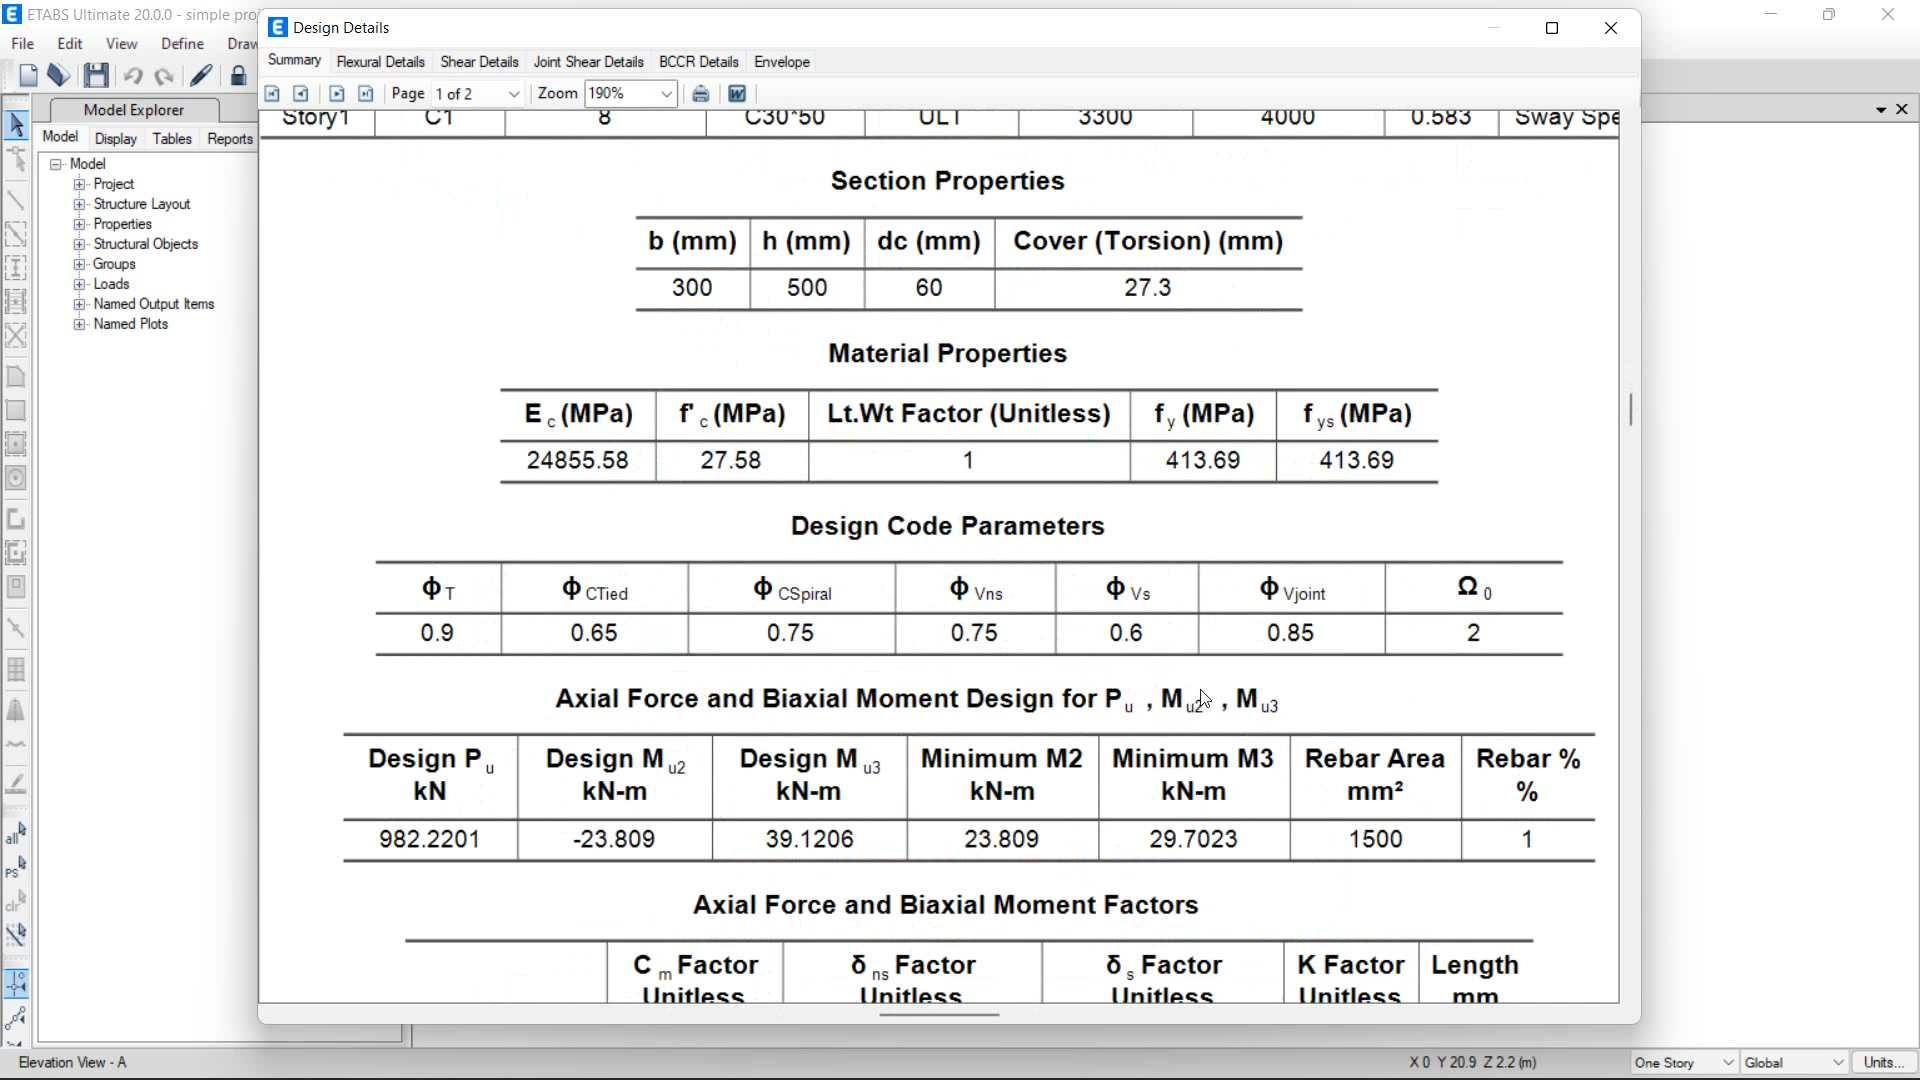 ETABS Ultimate 20.0.0 - simple
Design Details
File Edit View Define
Summary Flexural Details Shear Details Joint Shear Details BCCR Details Envelope
Page 1 of 2 Zoom 190%
Model Explorer
Model Display Tables Reports
Model
Project
Structure Layout
Properties
Structural Objects
Groups
Loads
Named Output Items
Named Plots
all
PS
clr
Story1 C1 8 C30*50 ULT 3300 4000 0.583 Sway Spe
Section Properties
b (mm) h (mm) dc (mm) Cover (Torsion) (mm)
300 500 60 27.3
Material Properties
E c (MPa) f' c (MPa) Lt.Wt Factor (Unitless) f y (MPa) f ys (MPa)
24855.58 27.58 1 413.69 413.69
Design Code Parameters
Φ T Φ CTied Φ CSpiral Φ Vns Φ Vs Φ Vjoint Ω 0
0.9 0.65 0.75 0.75 0.6 0.85 2
Axial Force and Biaxial Moment Design for P u , M u2 , M u3
Design P u Design M u2 Design M u3 Minimum M2 Minimum M3 Rebar Area Rebar %
kN kN-m kN-m kN-m kN-m mm² %
982.2201 -23.809 39.1206 23.809 29.7023 1500 1
Axial Force and Biaxial Moment Factors
C m Factor δ ns Factor δ s Factor K Factor Length
Unitless Unitless Unitless Unitless mm
Elevation View - A X 0 Y 20.9 Z 2.2 (m) One Story Global Units...